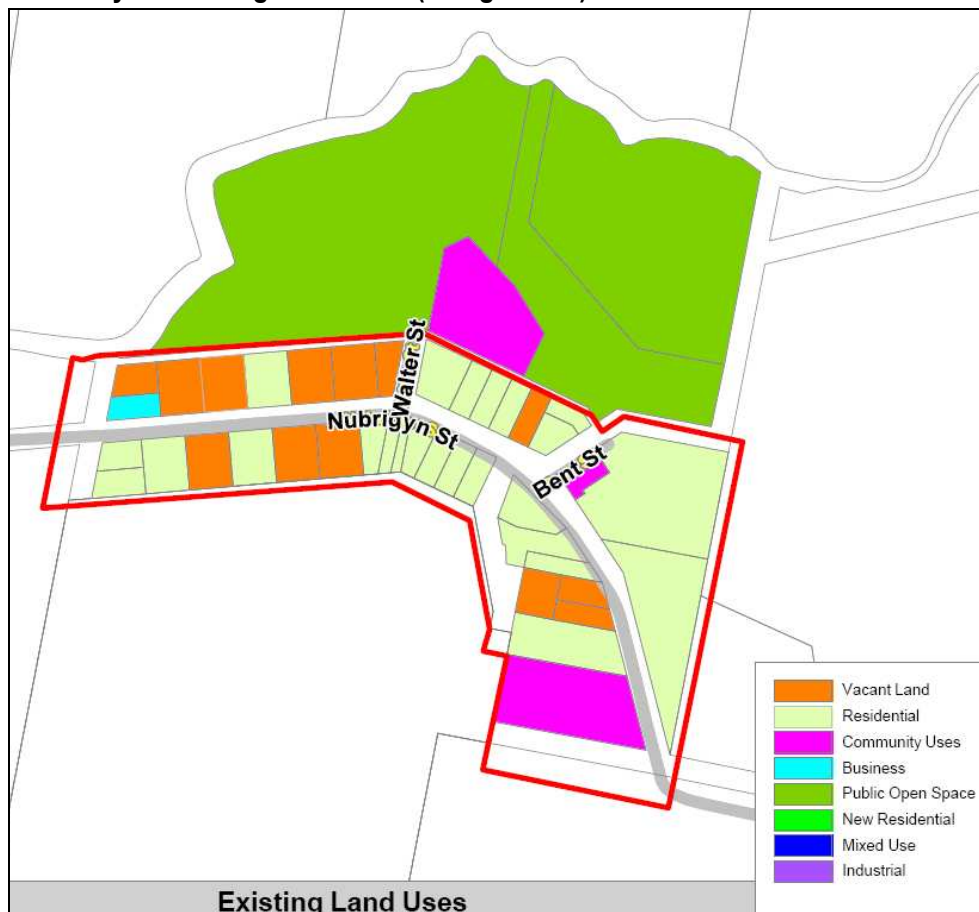 Walter St
Nubrigyn St
Bent St
Vacant Land
Residential
Community Uses
Business
Public Open Space
New Residential
Mixed Use
Industrial
Existing Land Uses